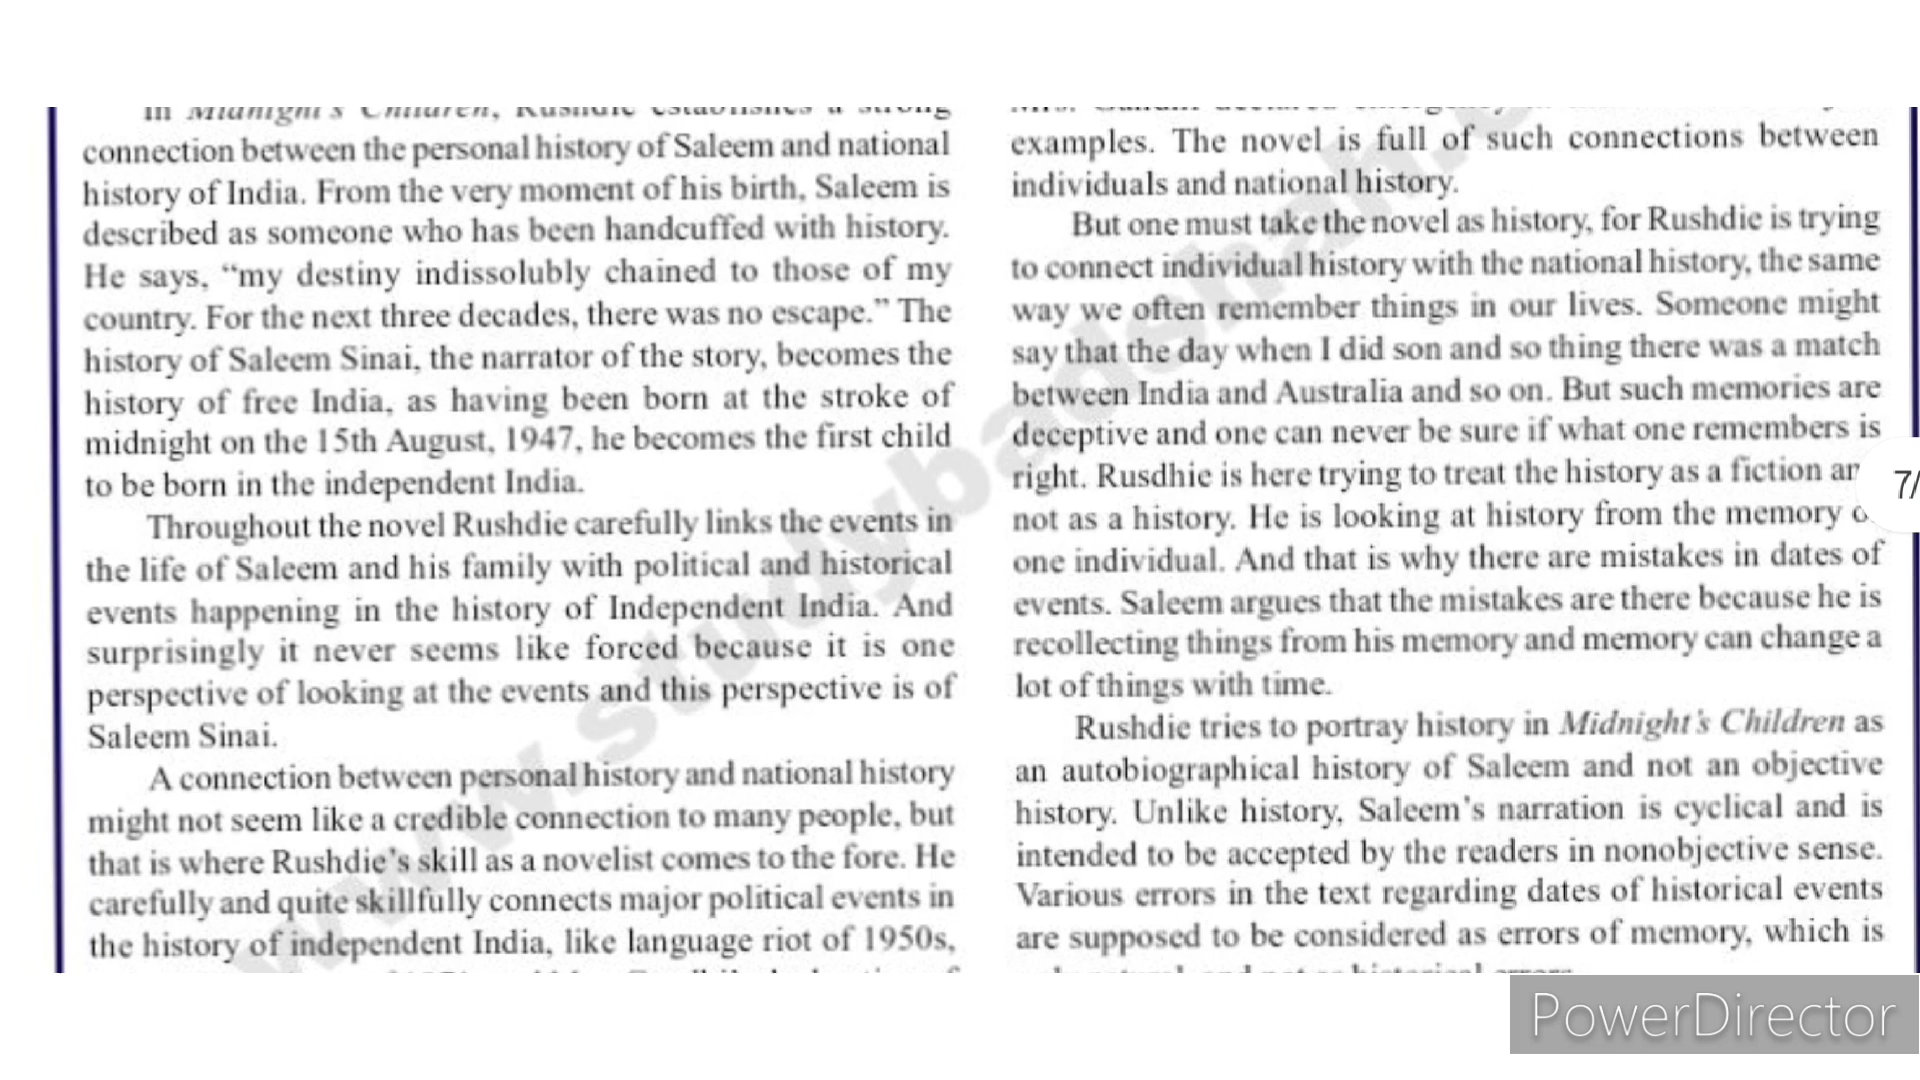 In Midnight's Children, Rushdie establishes a strong
connection between the personal history of Saleem and national
history of India. From the very moment of his birth, Saleem is
described as someone who has been handcuffed with history.
He says, “my destiny indissolubly chained to those of my
country. For the next three decades, there was no escape.” The
history of Saleem Sinai, the narrator of the story, becomes the
history of free India, as having been born at the stroke of
midnight on the 15th August, 1947, he becomes the first child
to be born in the independent India.
Throughout the novel Rushdie carefully links the events in
the life of Saleem and his family with political and historical
events happening in the history of Independent India. And
surprisingly it never seems like forced because it is one
perspective of looking at the events and this perspective is of
Saleem Sinai.
A connection between personal history and national history
might not seem like a credible connection to many people, but
that is where Rushdie's skill as a novelist comes to the fore. He
carefully and quite skillfully connects major political events in
the history of independent India, like language riot of 1950s,
examples. The novel is full of such connections between
individuals and national history.
But one must take the novel as history, for Rushdie is trying
to connect individual history with the national history, the same
way we often remember things in our lives. Someone might
say that the day when I did son and so thing there was a match
between India and Australia and so on. But such memories are
deceptive and one can never be sure if what one remembers is
right. Rusdhie is here trying to treat the history as a fiction an
not as a history. He is looking at history from the memory o
one individual. And that is why there are mistakes in dates of
events. Saleem argues that the mistakes are there because he is
recollecting things from his memory and memory can change a
lot of things with time.
Rushdie tries to portray history in Midnight's Children as
an autobiographical history of Saleem and not an objective
history. Unlike history, Saleem's narration is cyclical and is
intended to be accepted by the readers in nonobjective sense.
Various errors in the text regarding dates of historical events
are supposed to be considered as errors of memory, which is
7/
www.studybadshah.c
PowerDirector